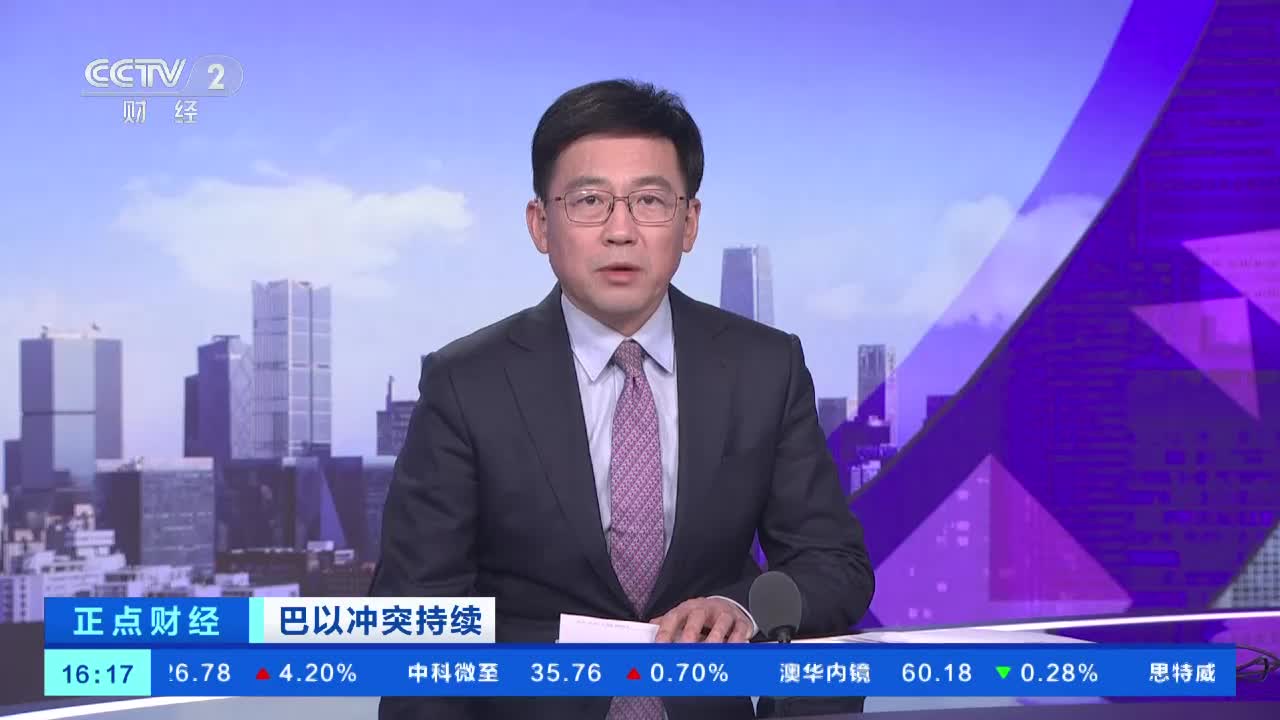 CCTV 2
财 经
正点财经
巴以冲突持续
16:17
26.78 ▲ 4.20% 中科微至 35.76 ▲ 0.70% 澳华内镜 60.18 ▼ 0.28% 思特威